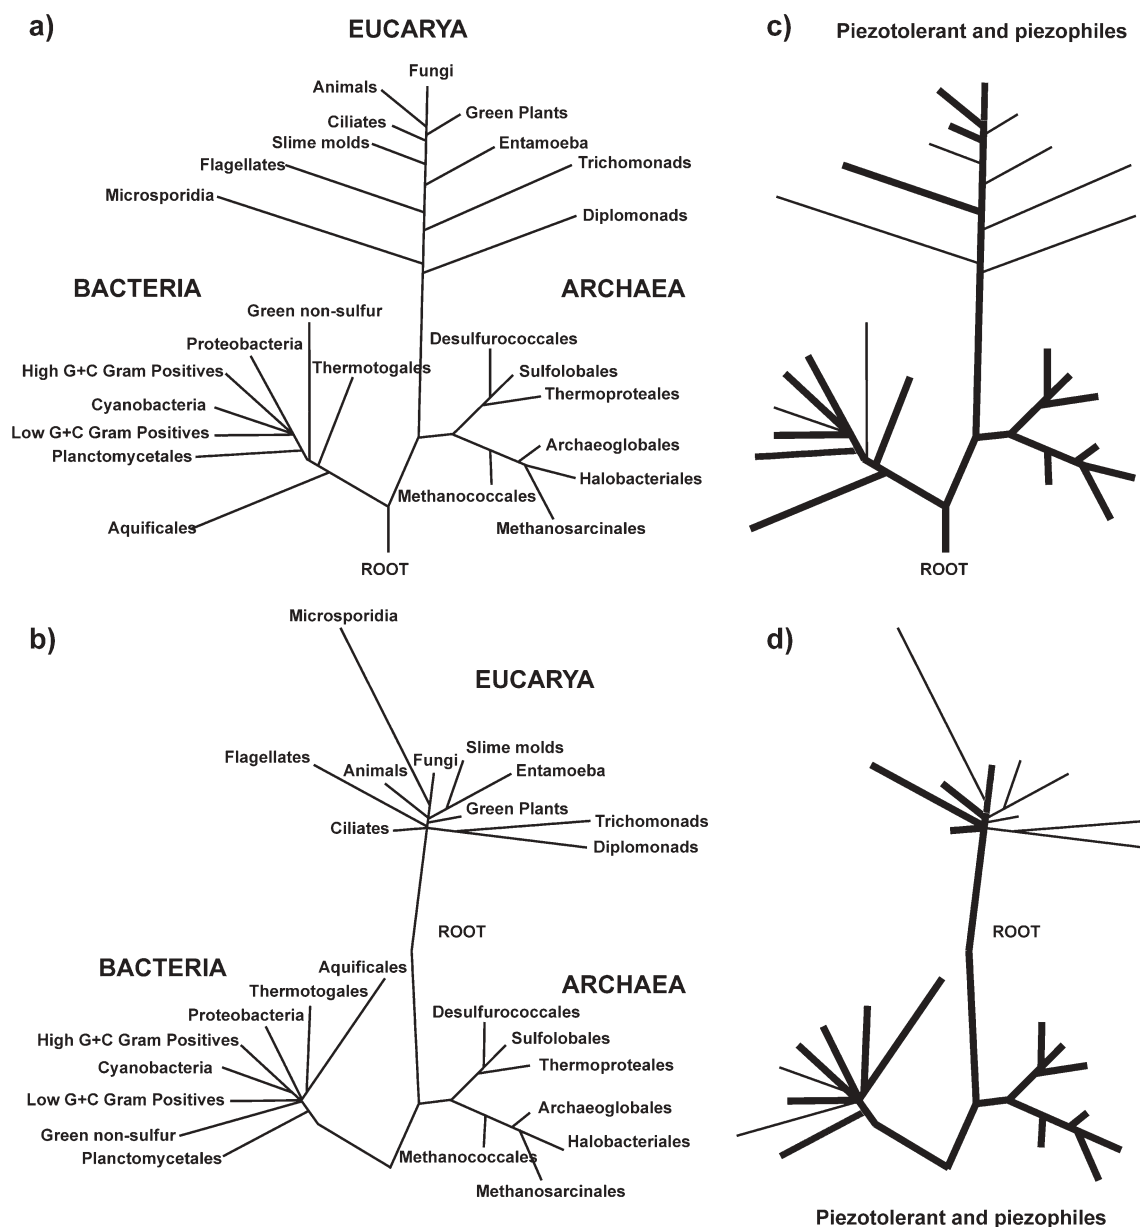 a)
EUCARYA
Fungi
Animals
Green Plants
Ciliates
Slime molds
Entamoeba
Flagellates
Trichomonads
Microsporidia
Diplomonads
BACTERIA
ARCHAEA
Green non-sulfur
Proteobacteria
Desulfurococcales
High G+C Gram Positives
Thermotogales
Sulfolobales
Thermoproteales
Cyanobacteria
Low G+C Gram Positives
Archaeoglobales
Planctomycetales
Halobacteriales
Methanococcales
Aquificales
Methanosarcinales
ROOT
c)
Piezotolerant and piezophiles
ROOT
b)
Microsporidia
EUCARYA
Slime molds
Flagellates
Fungi
Animals
Entamoeba
Green Plants
Ciliates
Trichomonads
Diplomonads
ROOT
BACTERIA
Aquificales
ARCHAEA
Thermotogales
Proteobacteria
Desulfurococcales
High G+C Gram Positives
Sulfolobales
Cyanobacteria
Thermoproteales
Low G+C Gram Positives
Archaeoglobales
Green non-sulfur
Halobacteriales
Planctomycetales
Methanococcales
Methanosarcinales
d)
ROOT
Piezotolerant and piezophiles